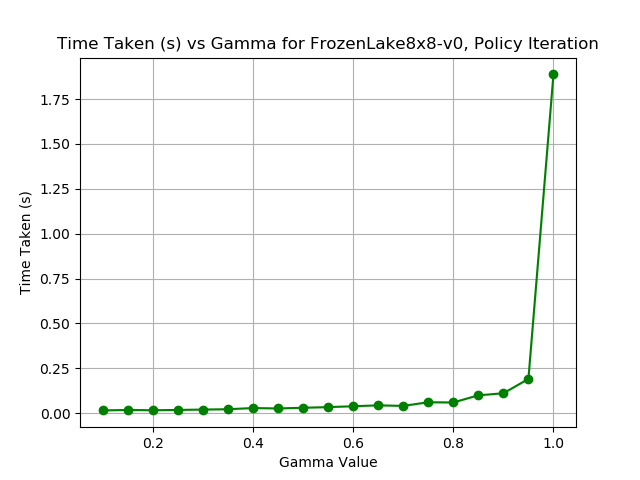 Time Taken (s) vs Gamma for FrozenLake8x8-v0, Policy Iteration
Time Taken (s)
1.75
1.50
1.25
1.00
0.75
0.50
0.25
0.00
0.2 0.4 0.6 0.8 1.0
Gamma Value